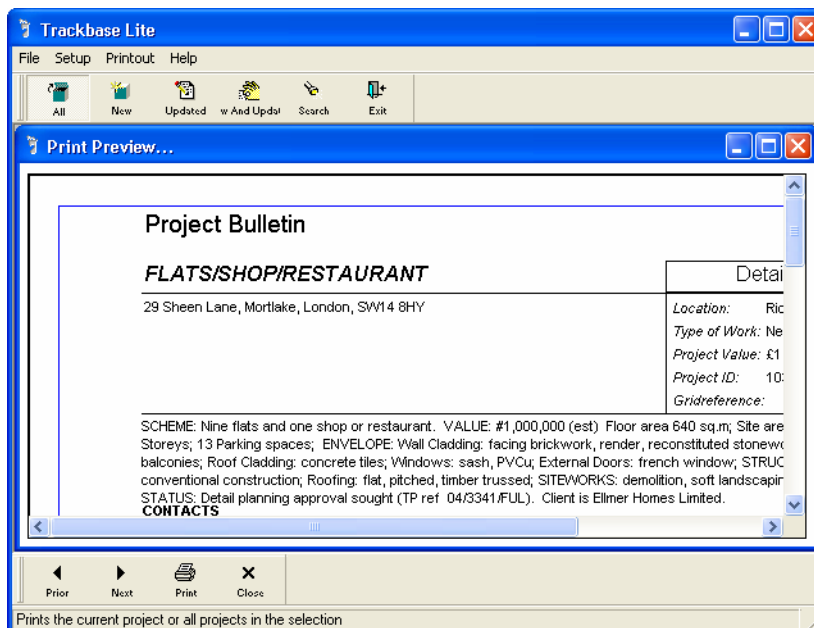 Trackbase Lite
File Setup Printout Help
All New Updated w And Updat Search Exit
Print Preview...
Project Bulletin
FLATS/SHOP/RESTAURANT
Detai
29 Sheen Lane, Mortlake, London, SW14 8HY
Location: Ric
Type of Work: Ne
Project Value: £1
Project ID: 10
Gridreference:
SCHEME: Nine flats and one shop or restaurant. VALUE: #1,000,000 (est) Floor area 640 sq.m; Site are
Storeys; 13 Parking spaces; ENVELOPE: Wall Cladding: facing brickwork, render, reconstituted stonewo
balconies; Roof Cladding: concrete tiles; Windows: sash, PVCu; External Doors: french window; STRUC
conventional construction; Roofing: flat, pitched, timber trussed; SITEWORKS: demolition, soft landscapin
STATUS: Detail planning approval sought (TP ref 04/3341/FUL). Client is Ellmer Homes Limited.
CONTACTS
Prior Next Print Close
Prints the current project or all projects in the selection